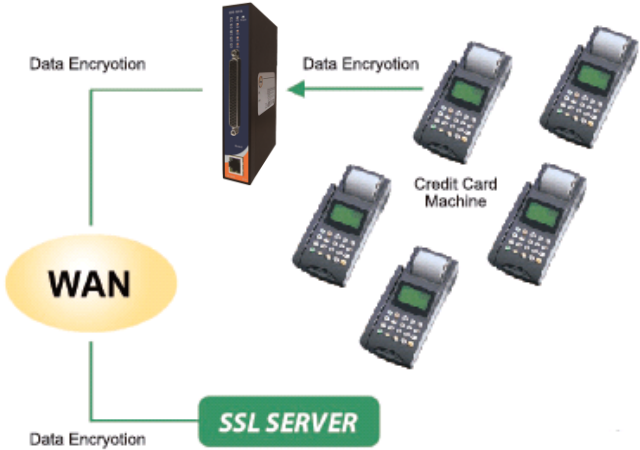 Data Encryotion
Data Encryotion
Credit Card
Machine
WAN
SSL SERVER
Data Encryotion